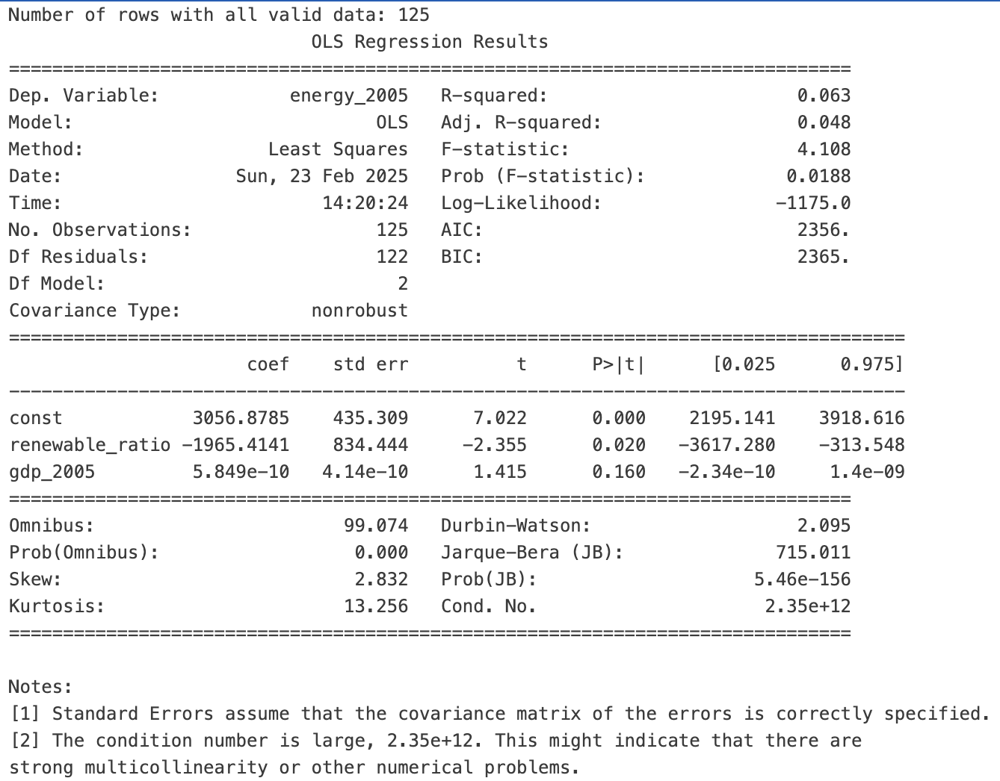 Number of rows with all valid data: 125
                            OLS Regression Results
==============================================================================
Dep. Variable:            energy_2005   R-squared:                       0.063
Model:                            OLS   Adj. R-squared:                  0.048
Method:                 Least Squares   F-statistic:                     4.108
Date:                Sun, 23 Feb 2025   Prob (F-statistic):             0.0188
Time:                        14:20:24   Log-Likelihood:                -1175.0
No. Observations:                 125   AIC:                             2356.
Df Residuals:                     122   BIC:                             2365.
Df Model:                           2
Covariance Type:            nonrobust
===================================================================================
                      coef    std err          t      P>|t|      [0.025      0.975]
-----------------------------------------------------------------------------------
const            3056.8785    435.309      7.022      0.000    2195.141    3918.616
renewable_ratio -1965.4141    834.444     -2.355      0.020   -3617.280    -313.548
gdp_2005         5.849e-10   4.14e-10      1.415      0.160   -2.34e-10     1.4e-09
==============================================================================
Omnibus:                       99.074   Durbin-Watson:                   2.095
Prob(Omnibus):                  0.000   Jarque-Bera (JB):              715.011
Skew:                           2.832   Prob(JB):                    5.46e-156
Kurtosis:                      13.256   Cond. No.                     2.35e+12
==============================================================================

Notes:
[1] Standard Errors assume that the covariance matrix of the errors is correctly specified.
[2] The condition number is large, 2.35e+12. This might indicate that there are
strong multicollinearity or other numerical problems.